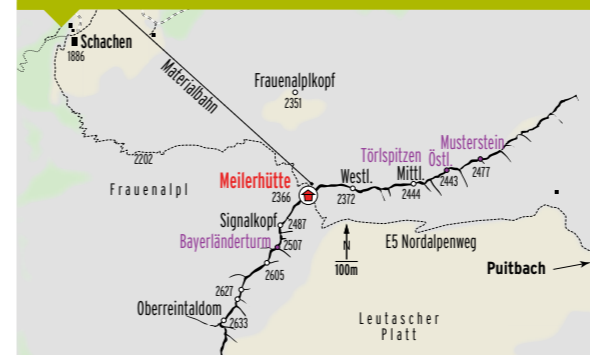 Schachen
1886
Materialbahn
Frauenalplkopf
2351
2202
Frauenalpl
Meilerhütte
2366
Westl.
2372
Törlspitzen
Mittl.
2444
Östl.
2443
Musterstein
2477
Signalkopf
2487
Bayerländerturm
2507
2605
2627
Oberreintaldom
2633
N
100m
E5 Nordalpenweg
Puitbach
Leutascher
Platt